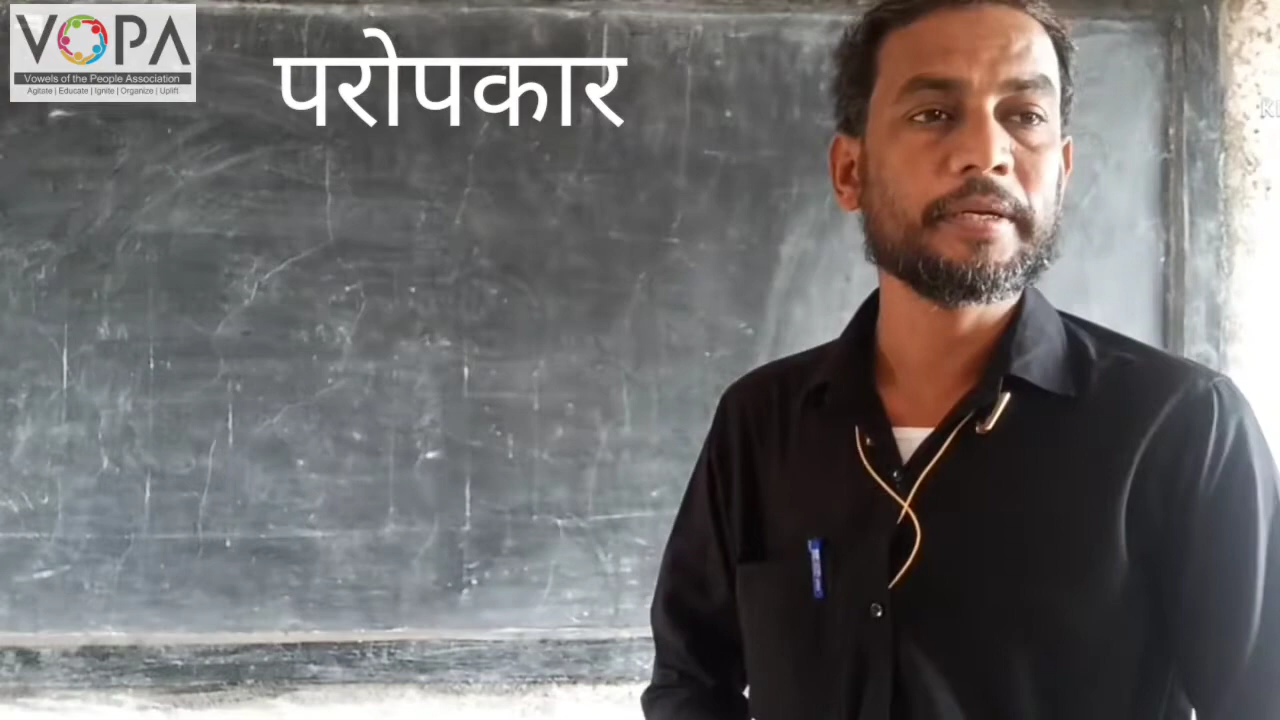 VOPA
Vowels of the People Association
Agitate | Educate | Ignite | Organize | Uplift
परोपकार